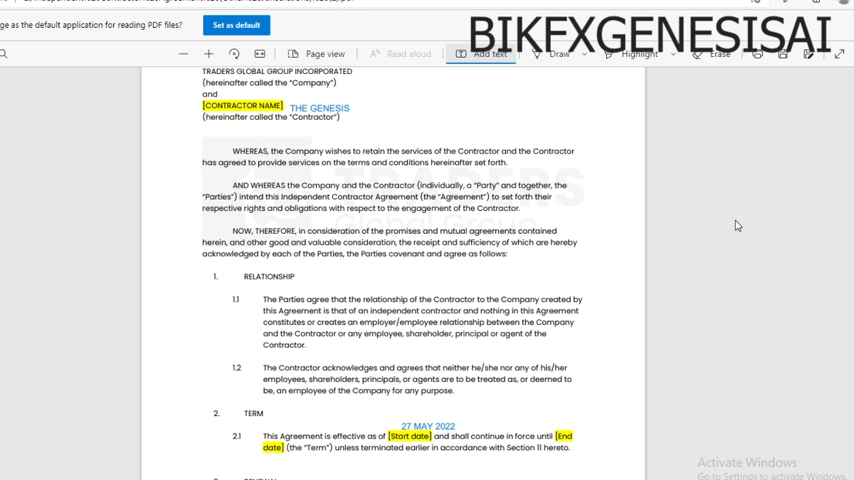 ge as the default application for reading PDF files?
Set as default
BIKFXGENESISAI
Page view
Read aloud
Add text
Draw
Highlight
Erase
TRADERS GLOBAL GROUP INCORPORATED
(hereinafter called the “Company”)
and
[CONTRACTOR NAME] THE GENESIS
(hereinafter called the “Contractor”)
TRADERS
Global Group
WHEREAS, the Company wishes to retain the services of the Contractor and the Contractor
has agreed to provide services on the terms and conditions hereinafter set forth.
AND WHEREAS the Company and the Contractor (individually, a “Party” and together, the
“Parties”) intend this Independent Contractor Agreement (the “Agreement”) to set forth their
respective rights and obligations with respect to the engagement of the Contractor.
NOW, THEREFORE, in consideration of the promises and mutual agreements contained
herein, and other good and valuable consideration, the receipt and sufficiency of which are hereby
acknowledged by each of the Parties, the Parties covenant and agree as follows:
1. RELATIONSHIP
1.1 The Parties agree that the relationship of the Contractor to the Company created by
this Agreement is that of an independent contractor and nothing in this Agreement
constitutes or creates an employer/employee relationship between the Company
and the Contractor or any employee, shareholder, principal or agent of the
Contractor.
1.2 The Contractor acknowledges and agrees that neither he/she nor any of his/her
employees, shareholders, principals, or agents are to be treated as, or deemed to
be, an employee of the Company for any purpose.
2. TERM
27 MAY 2022
2.1 This Agreement is effective as of [Start date] and shall continue in force until [End
date] (the “Term”) unless terminated earlier in accordance with Section 11 hereto.
Activate Windows
Go to Settings to activate Windows.